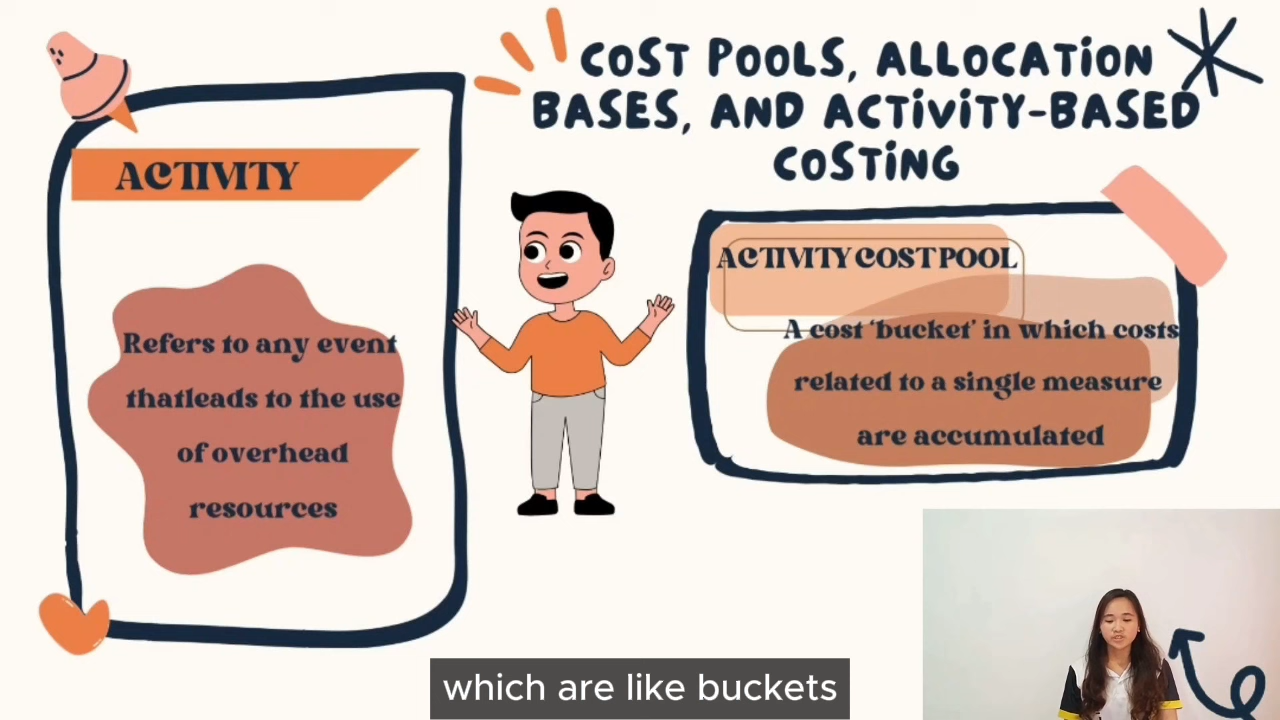 COST POOLS, ALLOCATION
BASES, AND ACTIVITY-BASED
COSTING
ACTIVITY
Refers to any event
thatleads to the use
of overhead
resources
ACTIVITY COST POOL
A cost ‘bucket’ in which costs
related to a single measure
are accumulated
which are like buckets